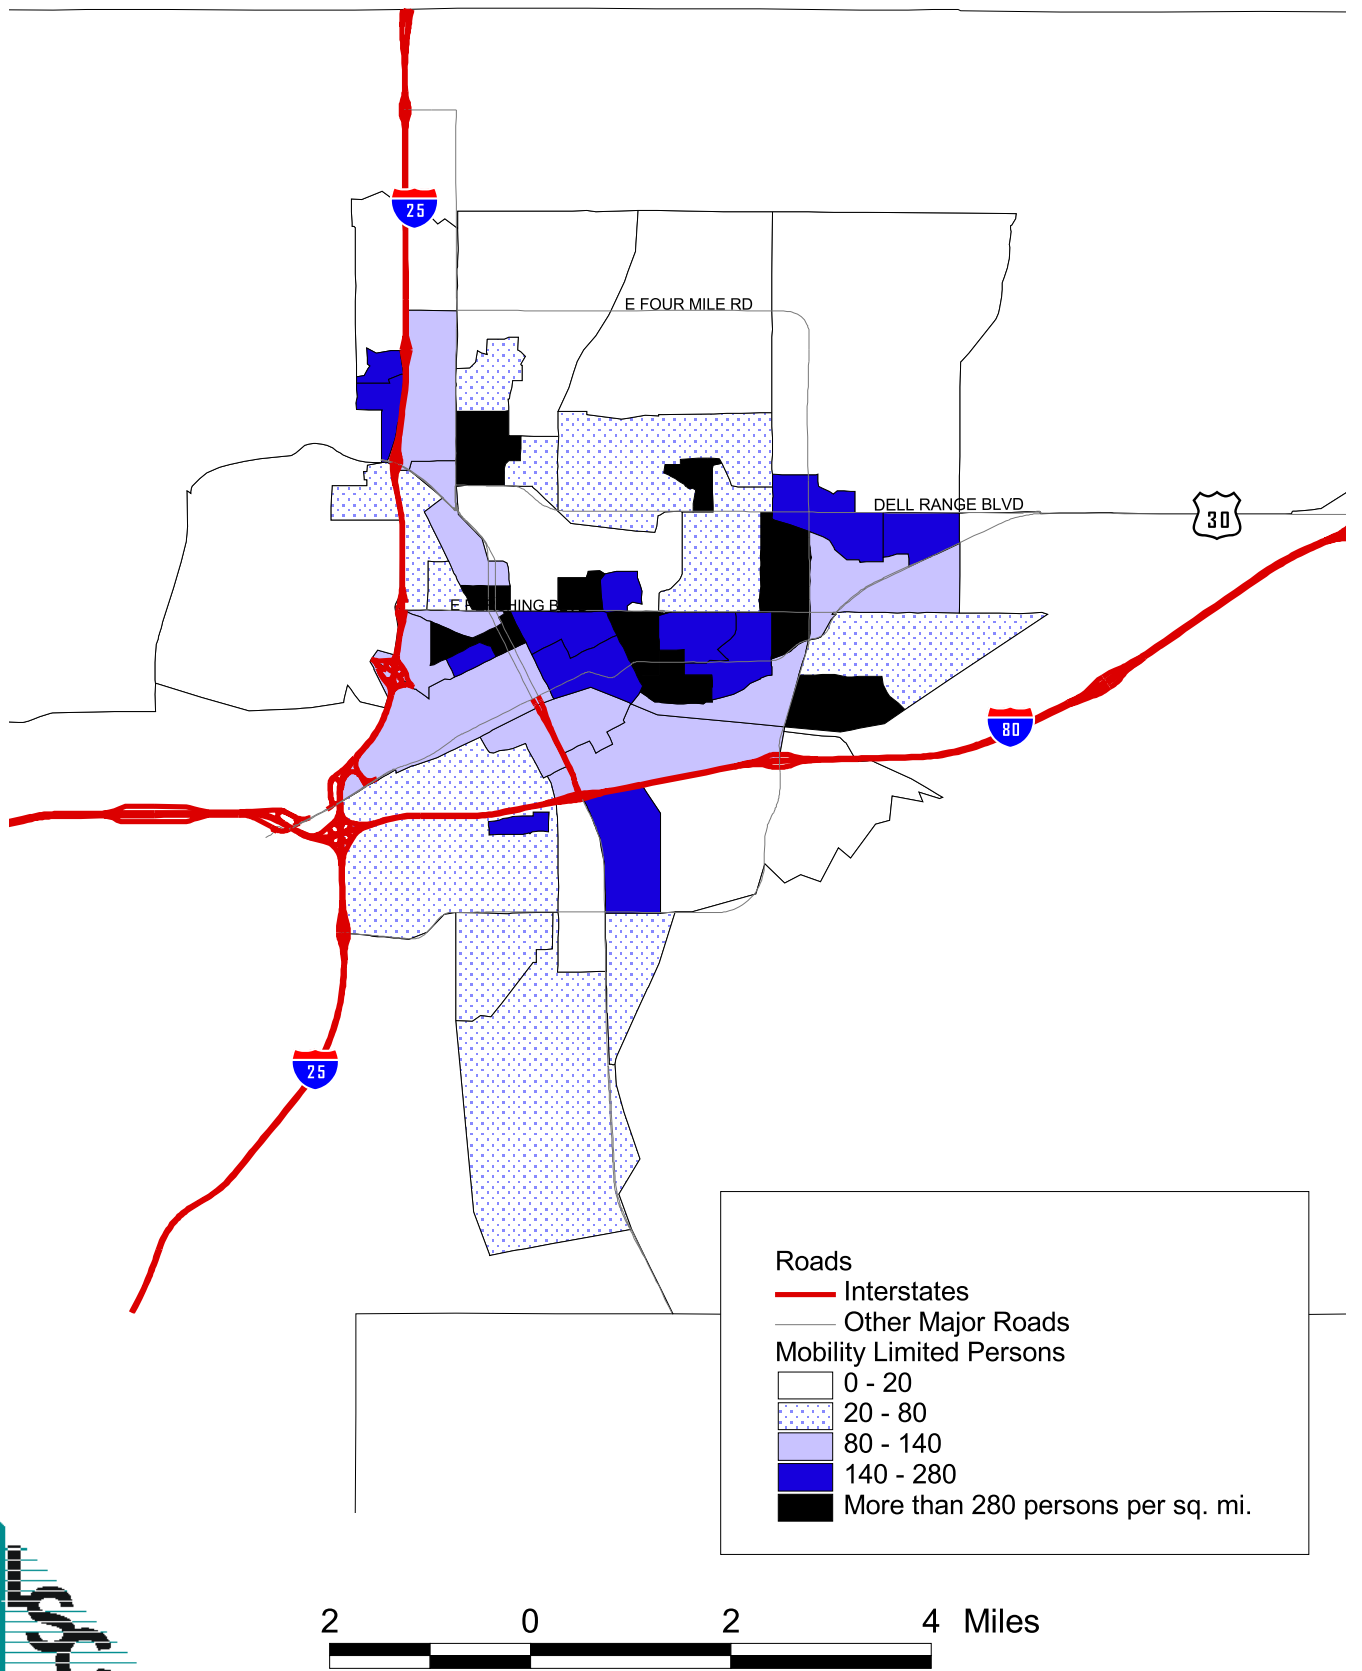 25
E FOUR MILE RD
DELL RANGE BLVD
30
80
25
Roads
Interstates
Other Major Roads
Mobility Limited Persons
0 - 20
20 - 80
80 - 140
140 - 280
More than 280 persons per sq. mi.
2 0 2 4 Miles
LSC